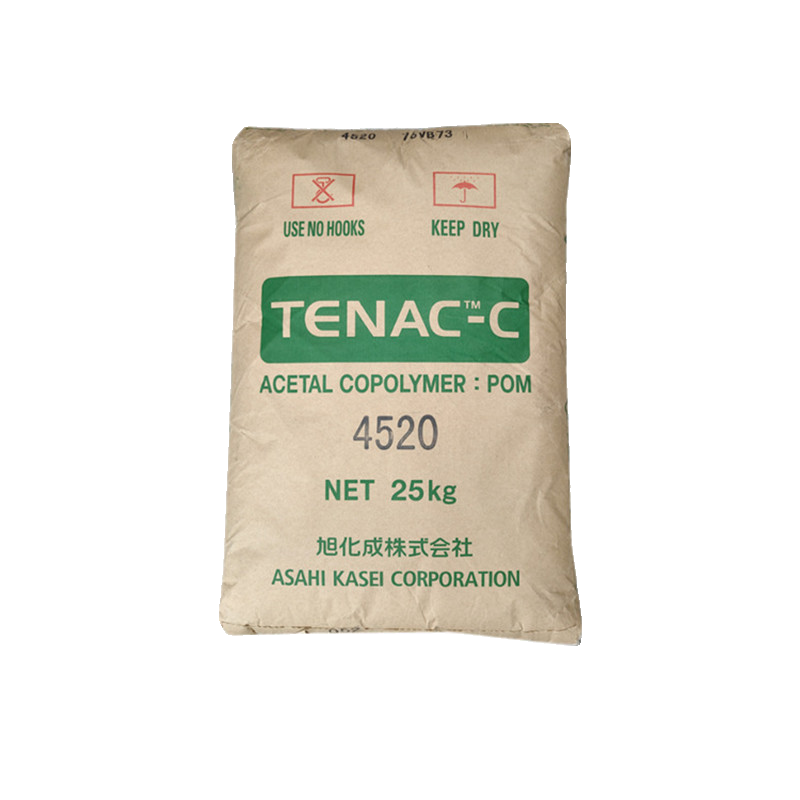 4520 76VB73
USE NO HOOKS KEEP DRY
TENAC™-C
ACETAL COPOLYMER : POM
4520
NET 25kg
旭化成株式会社
ASAHI KASEI CORPORATION